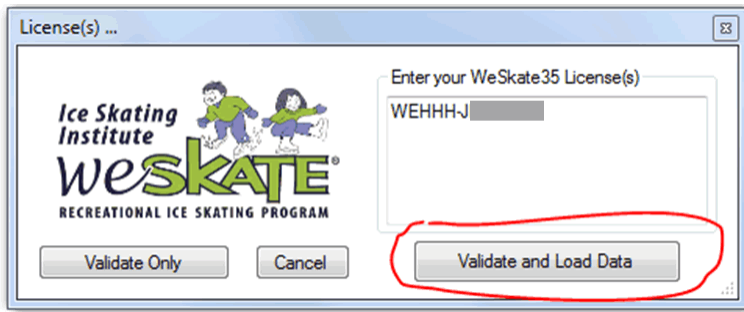 License(s) ...
Enter your WeSkate35 License(s)
WEHHH-J
Ice Skating
Institute
weSKATE®
RECREATIONAL ICE SKATING PROGRAM
Validate Only
Cancel
Validate and Load Data